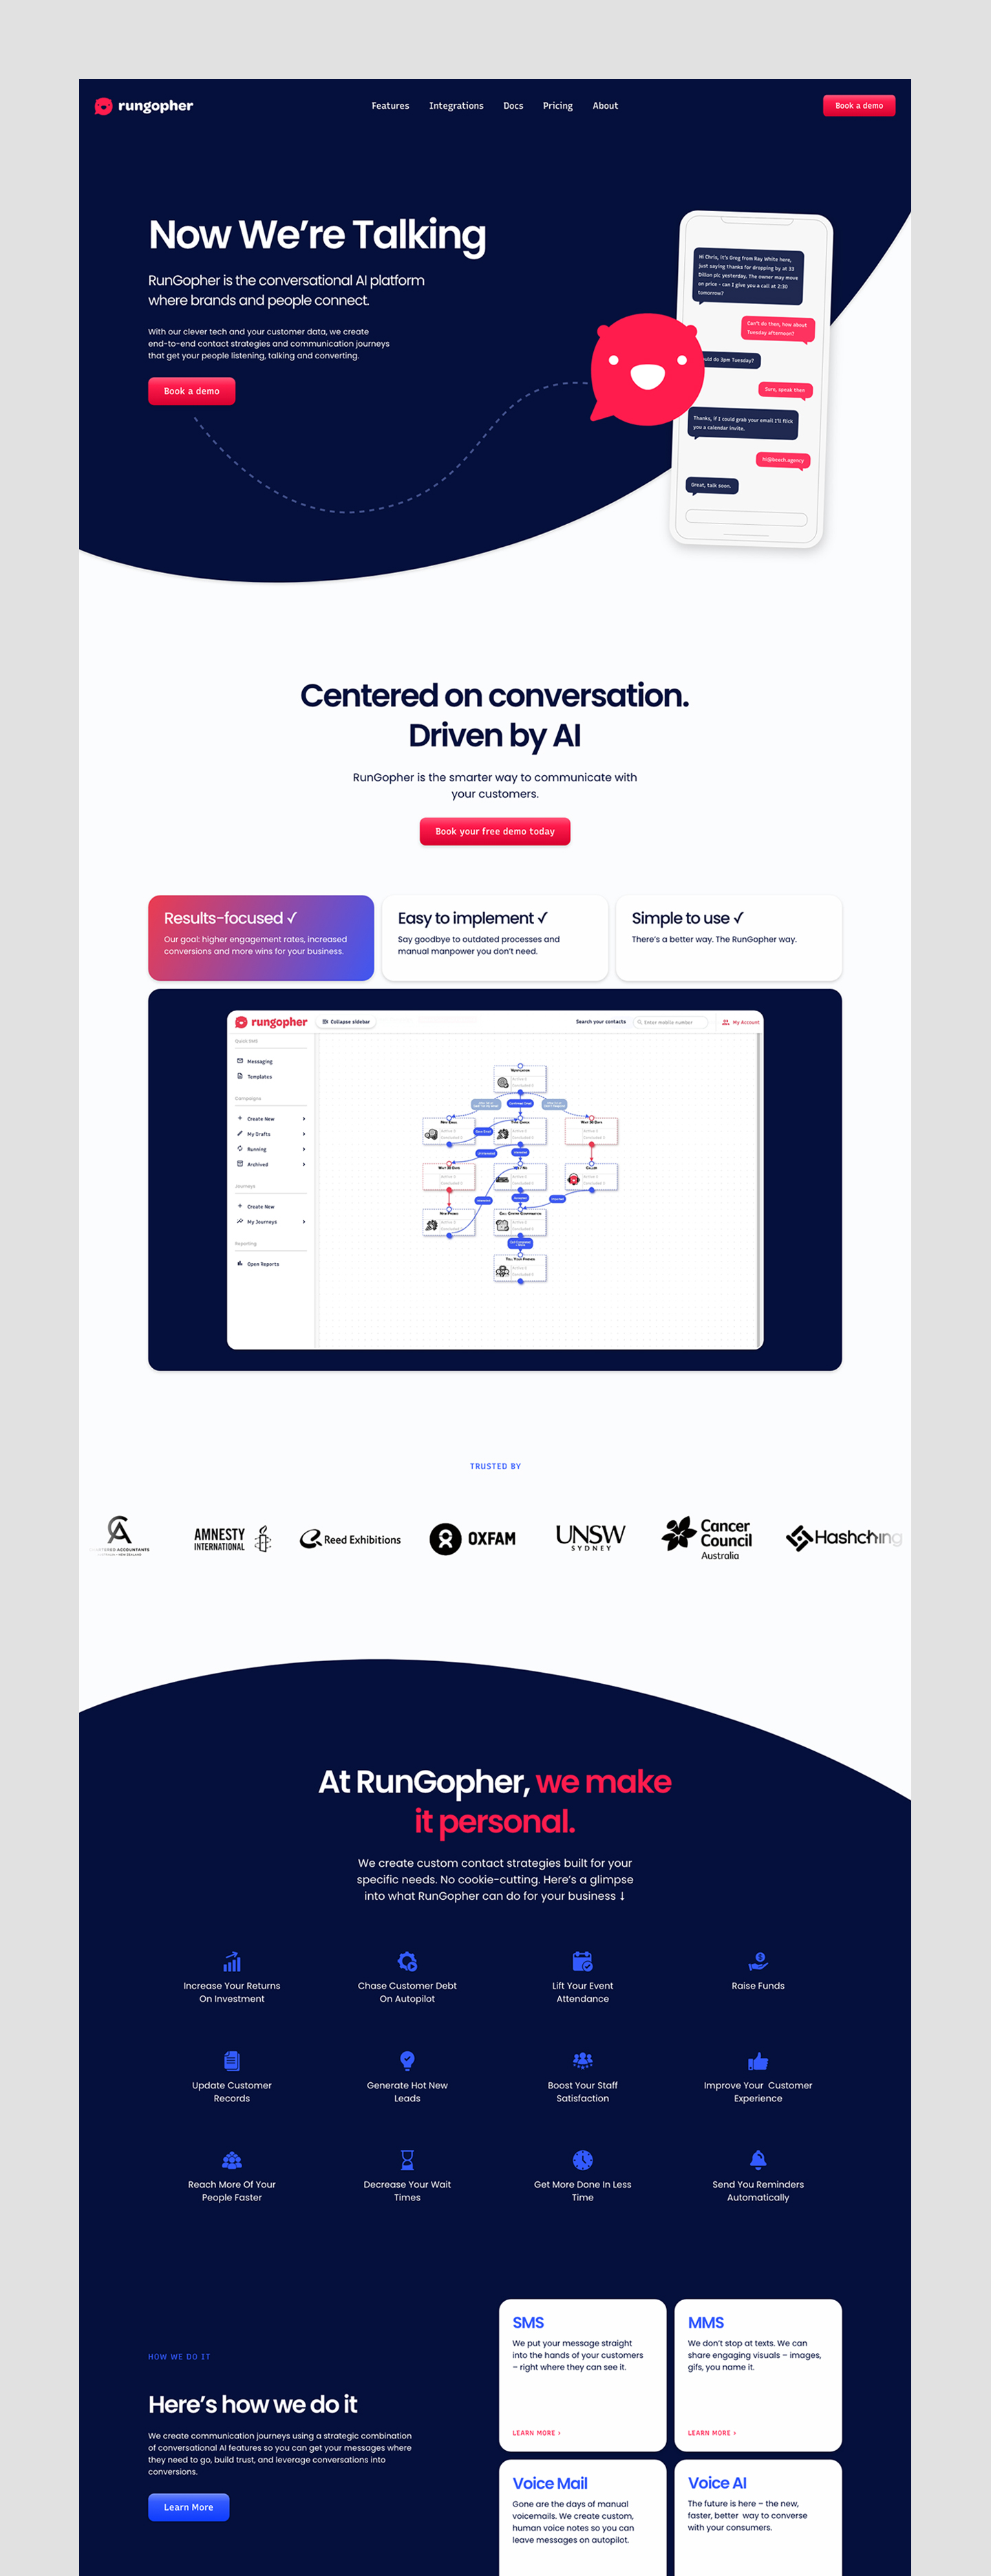 rungopher
Features
Integrations
Docs
Pricing
About
Book a demo
Now We’re Talking
RunGopher is the conversational AI platform
where brands and people connect.
With our clever tech and your customer data, we create
end-to-end contact strategies and communication journeys
that get your people listening, talking and converting.
Book a demo
Hi Chris, it's Greg from Ray White here,
just saying thanks for dropping by at 33
Dillon plc yesterday. The owner may move
on price - can I give you a call at 2:30
tomorrow?
Can't do then, how about
Tuesday afternoon?
do 3pm Tuesday?
Sure, speak then
Thanks, if I could grab your email I'll flick
you a calendar invite.
hi@beach.agency
Great, talk soon.
Centered on conversation.
Driven by AI
RunGopher is the smarter way to communicate with
your customers.
Book your free demo today
Results-focused ✓
Our goal: higher engagement rates, increased
conversions and more wins for your business.
Easy to implement ✓
Say goodbye to outdated processes and
manual manpower you don’t need.
Simple to use ✓
There's a better way. The RunGopher way.
rungopher
Collapse sidebar
Search your contacts
Enter mobile number
My Account
Quick SMS
Messaging
Templates
Campaigns
Create New
My Drafts
Running
Archived
Journeys
Create New
My Journeys
Reporting
Open Reports
TRUSTED BY
CA
AMNESTY
INTERNATIONAL
Reed Exhibitions
OXFAM
UNSW
SYDNEY
Cancer
Council
Australia
Hashching
At RunGopher, we make
it personal.
We create custom contact strategies built for your
specific needs. No cookie-cutting. Here’s a glimpse
into what RunGopher can do for your business ↓
Increase Your Returns
On Investment
Chase Customer Debt
On Autopilot
Lift Your Event
Attendance
Raise Funds
Update Customer
Records
Generate Hot New
Leads
Boost Your Staff
Satisfaction
Improve Your Customer
Experience
Reach More Of Your
People Faster
Decrease Your Wait
Times
Get More Done In Less
Time
Send You Reminders
Automatically
HOW WE DO IT
Here’s how we do it
We create communication journeys using a strategic combination
of conversational AI features so you can get your messages where
they need to go, build trust, and leverage conversations into
conversions.
Learn More
SMS
We put your message straight
into the hands of your customers
– right where they can see it.
LEARN MORE ›
MMS
We don’t stop at texts. We can
share engaging visuals – images,
gifs, you name it.
LEARN MORE ›
Voice Mail
Gone are the days of manual
voicemails. We create custom,
human voice notes so you can
leave messages on autopilot.
Voice AI
The future is here – the new,
faster, better way to converse
with your consumers.